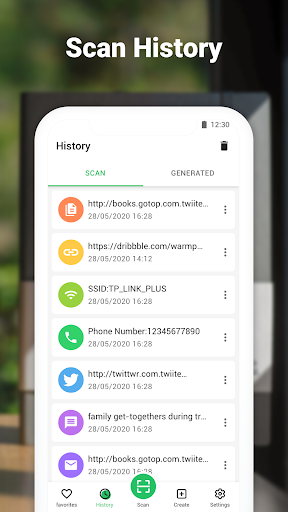 Scan History
12:30
History
SCAN
GENERATED
http://books.gotop.com.twiite...
28/05/2020 16:28
https://dribbble.com/warmp...
28/05/2020 14:12
SSID:TP_LINK_PLUS
28/05/2020 16:28
Phone Number:12345677890
28/05/2020 16:28
http://twittwr.com.twiite...
28/05/2020 16:28
family get-togethers during tr...
28/05/2020 16:28
http://books.gotop.com.twiite...
28/05/2020 16:28
favorites
History
Scan
Create
Settings